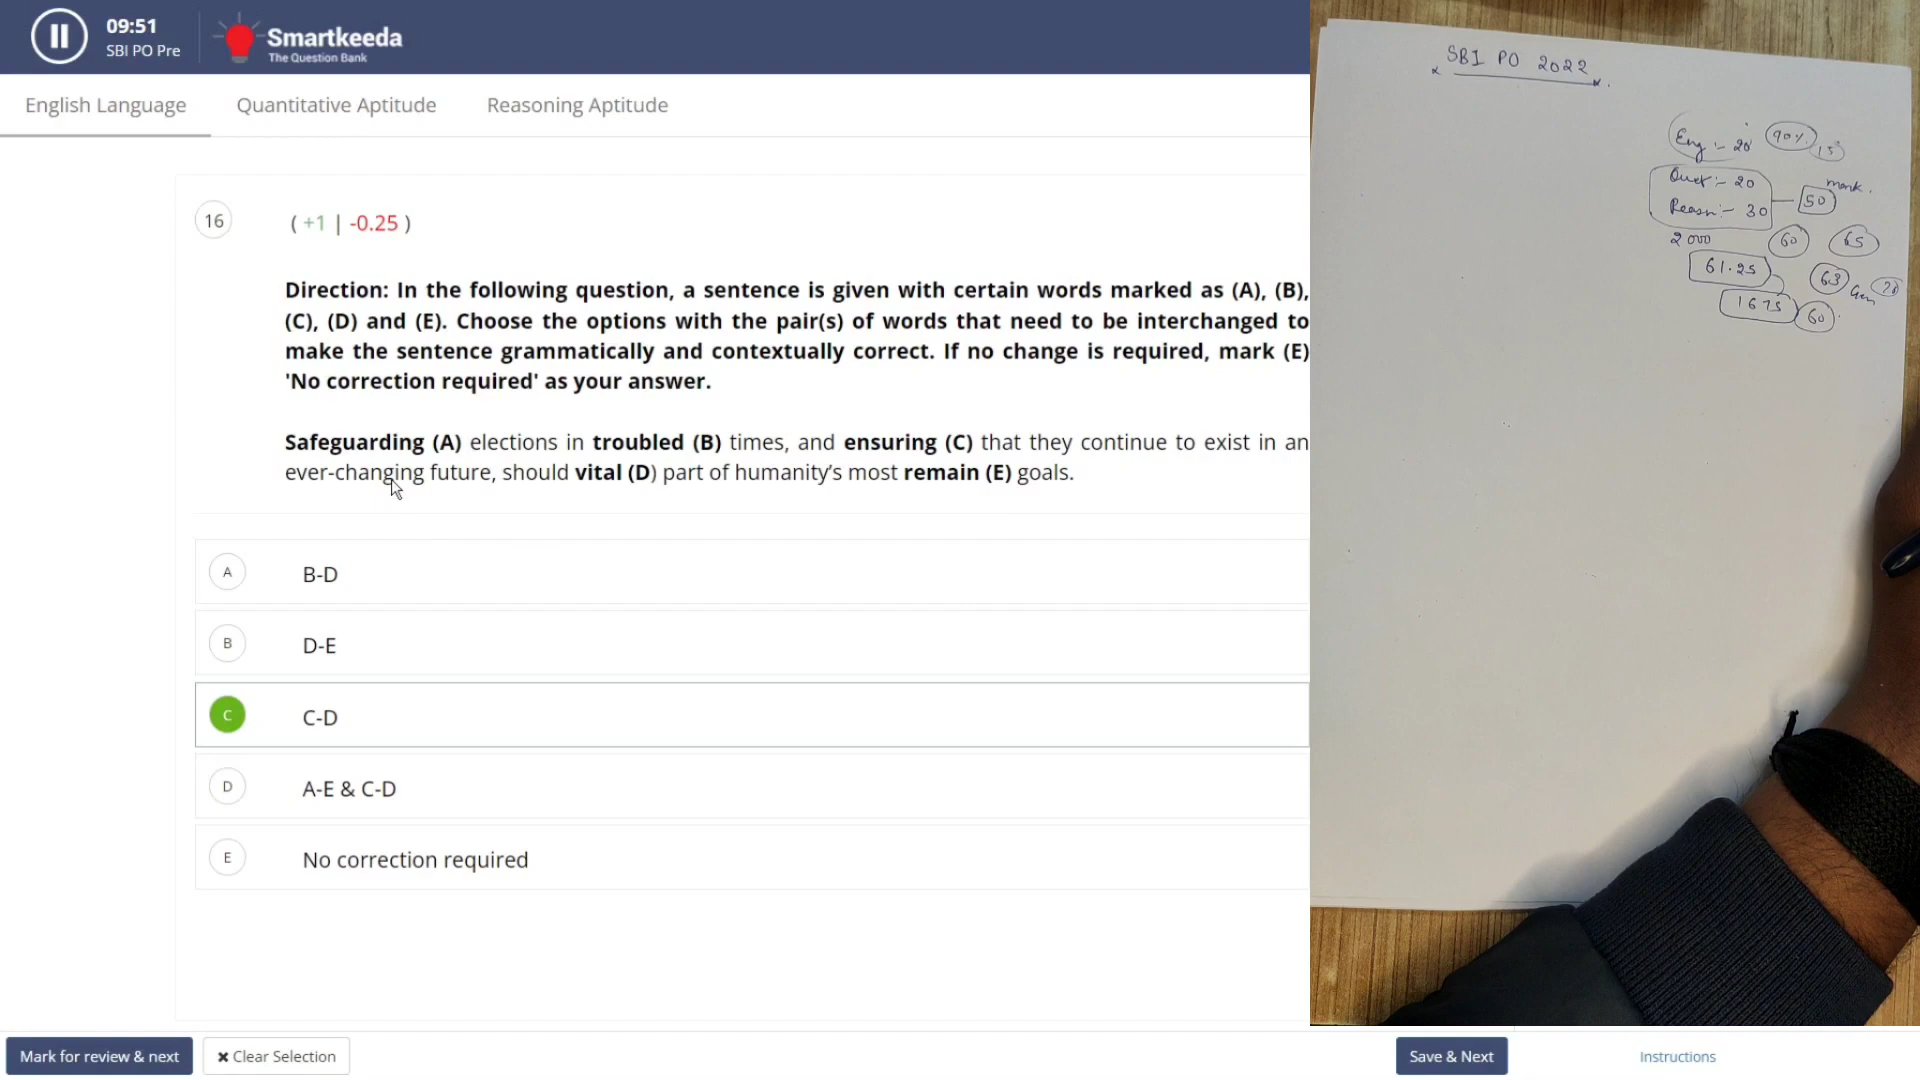 09:51
SBI PO Pre
Smartkeeda
The Question Bank
English Language
Quantitative Aptitude
Reasoning Aptitude
16
( +1 | -0.25 )
Direction: In the following question, a sentence is given with certain words marked as (A), (B),
(C), (D) and (E). Choose the options with the pair(s) of words that need to be interchanged to
make the sentence grammatically and contextually correct. If no change is required, mark (E)
'No correction required' as your answer.
Safeguarding (A) elections in troubled (B) times, and ensuring (C) that they continue to exist in an
ever-changing future, should vital (D) part of humanity’s most remain (E) goals.
A
B-D
B
D-E
C
C-D
D
A-E & C-D
E
No correction required
Mark for review & next
✖ Clear Selection
Save & Next
Instructions
SBI PO 2022
Eng :- 20 90%
Quat :- 20 mark.
Reasn :- 30 50
2000 60 65
61.25 63
1675 60